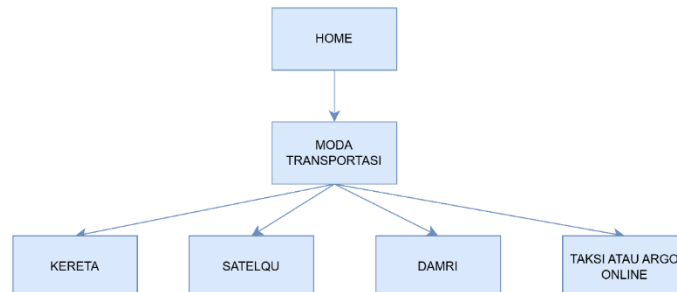 HOME
MODA
TRANSPORTASI
KERETA
SATELQU
DAMRI
TAKSI ATAU ARGO
ONLINE